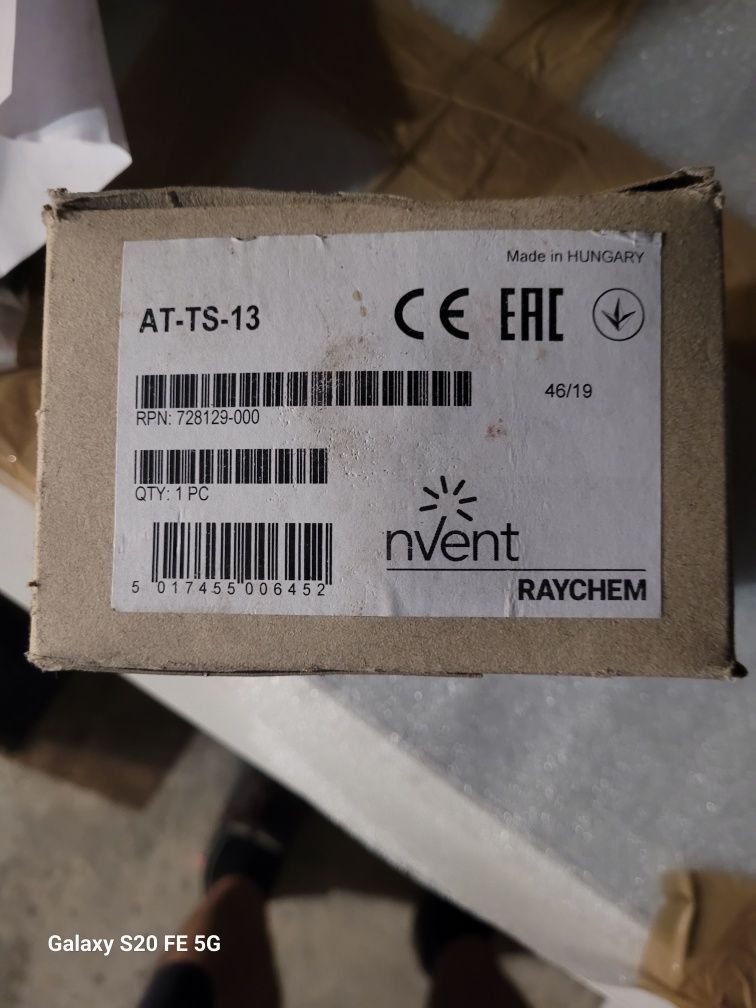 Made in HUNGARY
AT-TS-13
CE EAC
RPN: 728129-000
46/19
QTY: 1 PC
nvent
5 017455 006452
RAYCHEM
Galaxy S20 FE 5G